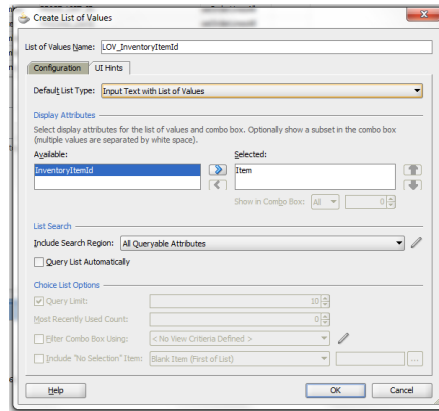 Create List of Values
List of Values Name: LOV_InventoryItemId
Configuration UI Hints
Default List Type: Input Text with List of Values
Display Attributes
Select display attributes for the list of values and combo box. Optionally show a subset in the combo box
(multiple values are separated by white space).
Available: Selected:
InventoryItemId Item
Show in Combo Box: All 0
List Search
Include Search Region: All Queryable Attributes
Query List Automatically
Choice List Options
Query Limit: 10
Most Recently Used Count: 0
Filter Combo Box Using: < No View Criteria Defined >
Include "No Selection" Item: Blank Item (First of List) ...
Help OK Cancel